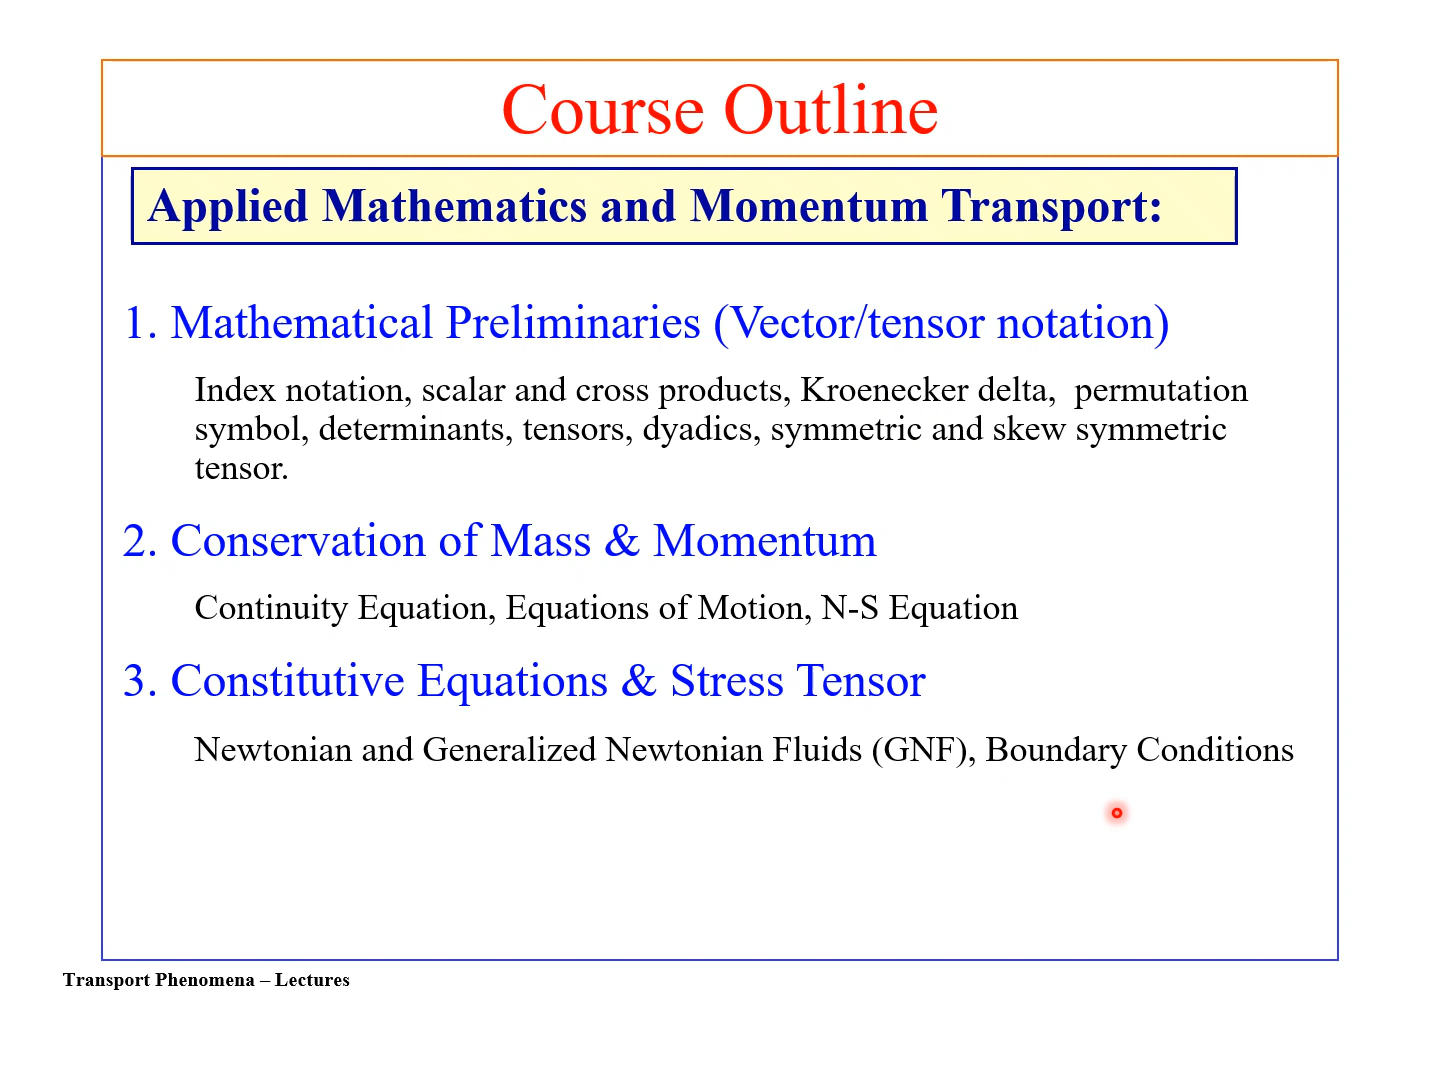 Course Outline
Applied Mathematics and Momentum Transport:
1. Mathematical Preliminaries (Vector/tensor notation)
Index notation, scalar and cross products, Kroenecker delta,  permutation
symbol, determinants, tensors, dyadics, symmetric and skew symmetric
tensor.
2. Conservation of Mass & Momentum
Continuity Equation, Equations of Motion, N-S Equation
3. Constitutive Equations & Stress Tensor
Newtonian and Generalized Newtonian Fluids (GNF), Boundary Conditions
Transport Phenomena – Lectures